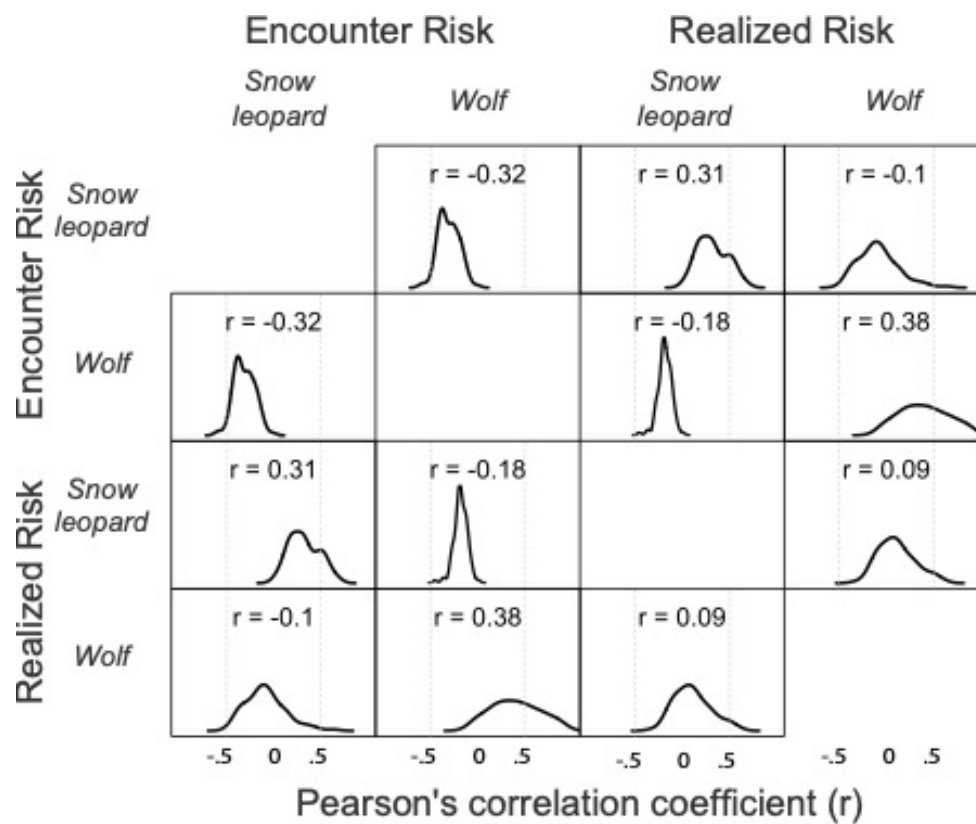 Encounter Risk Realized Risk
Snow leopard Wolf Snow leopard Wolf
Encounter Risk
Snow leopard
r = -0.32 r = 0.31 r = -0.1
Wolf
r = -0.32 r = -0.18 r = 0.38
Realized Risk
Snow leopard
r = 0.31 r = -0.18 r = 0.09
Wolf
r = -0.1 r = 0.38 r = 0.09
-.5 0 .5 -.5 0 .5 -.5 0 .5 -.5 0 .5
Pearson's correlation coefficient (r)